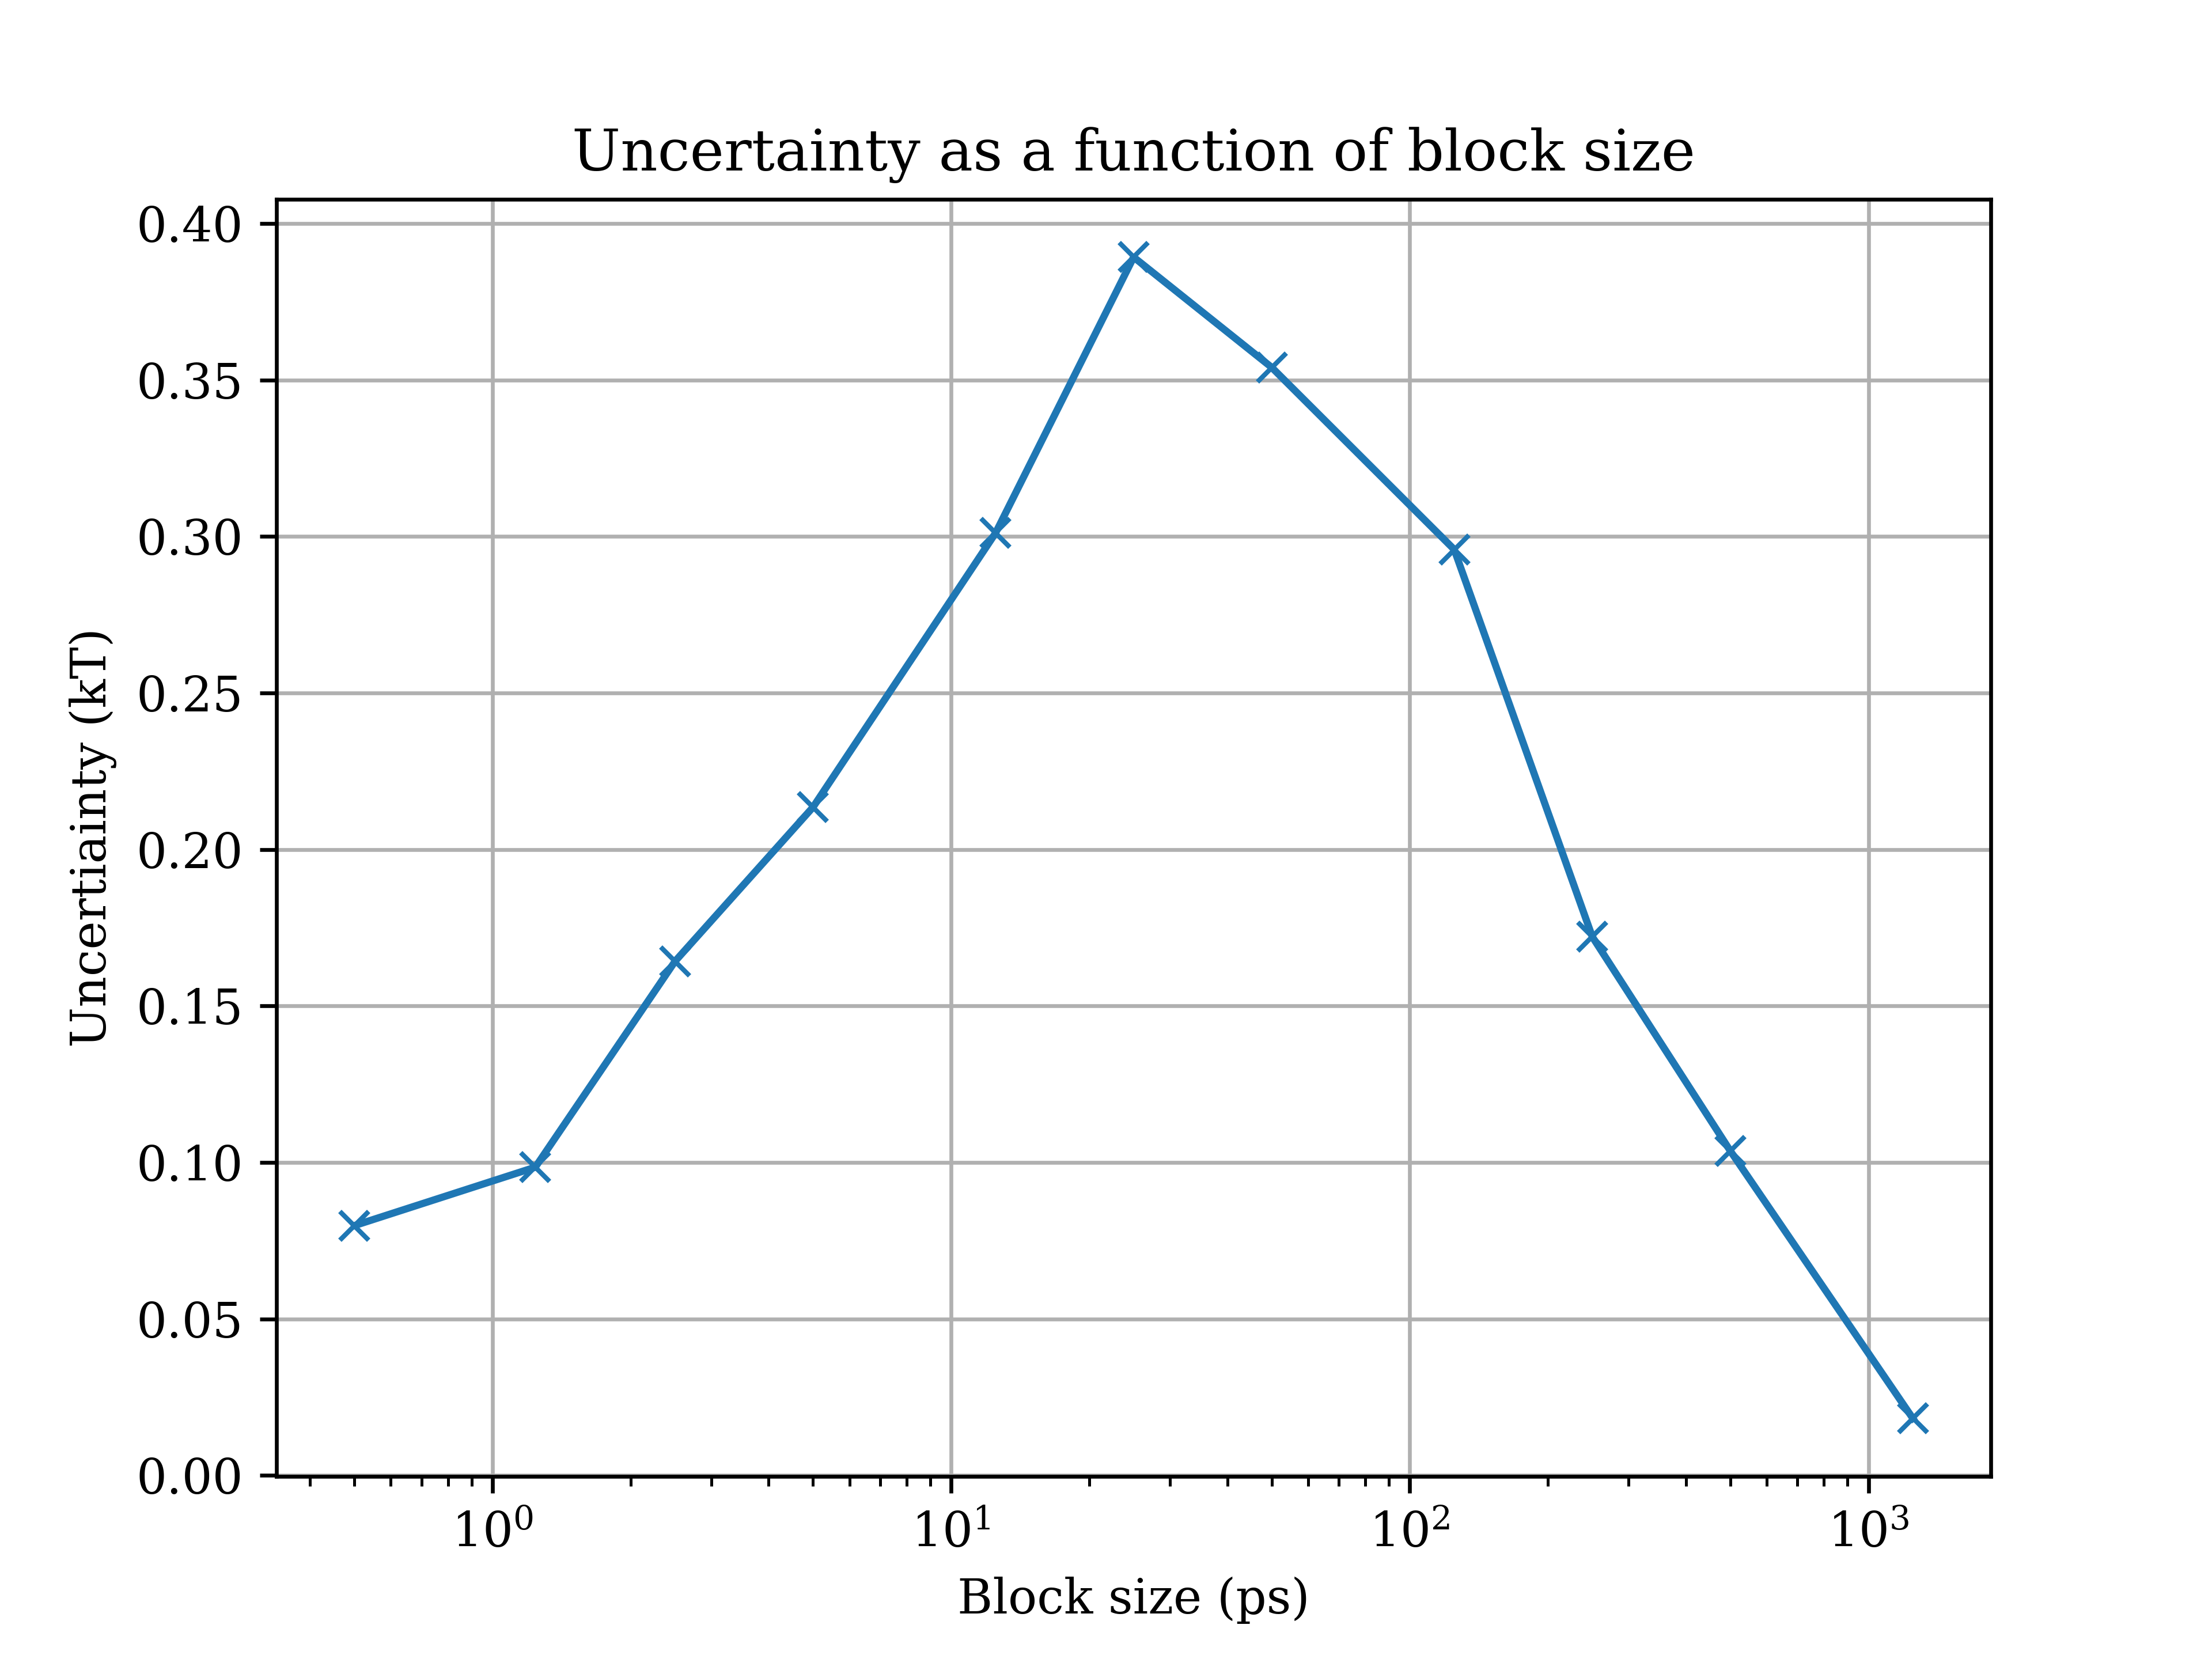 Uncertainty as a function of block size
0.40
0.35
0.30
0.25
0.20
0.15
0.10
0.05
0.00
Uncertiainty (kT)
10⁰ 10¹ 10² 10³
Block size (ps)